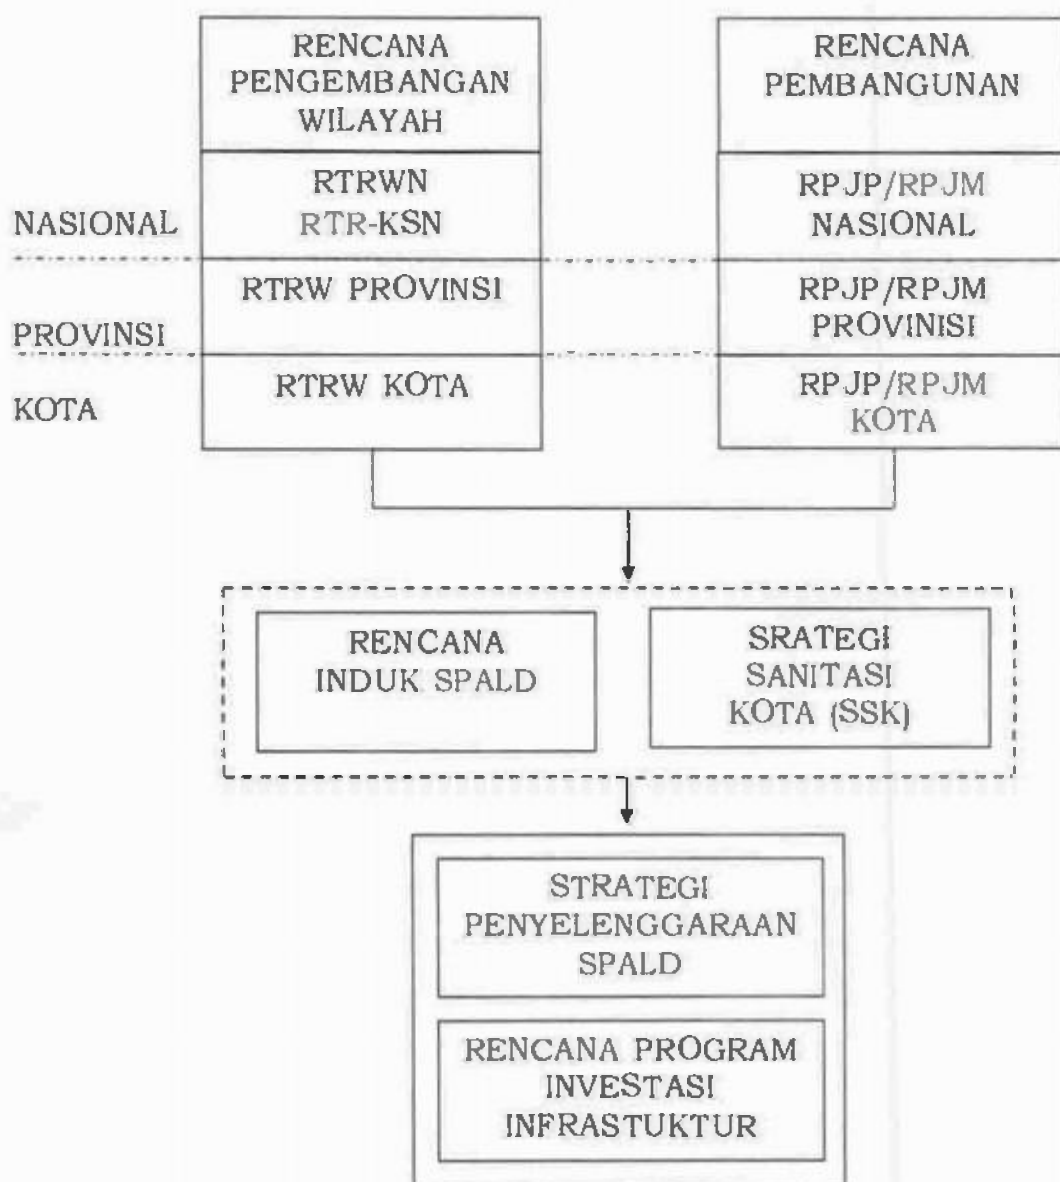 RENCANA
PENGEMBANGAN
WILAYAH
RENCANA
PEMBANGUNAN
NASIONAL
RTRWN
RTR-KSN
RPJP/RPJM
NASIONAL
PROVINSI
RTRW PROVINSI
RPJP/RPJM
PROVINISI
KOTA
RTRW KOTA
RPJP/RPJM
KOTA
RENCANA
INDUK SPALD
SRATEGI
SANITASI
KOTA (SSK)
STRATEGI
PENYELENGGARAAN
SPALD
RENCANA PROGRAM
INVESTASI
INFRASTUKTUR